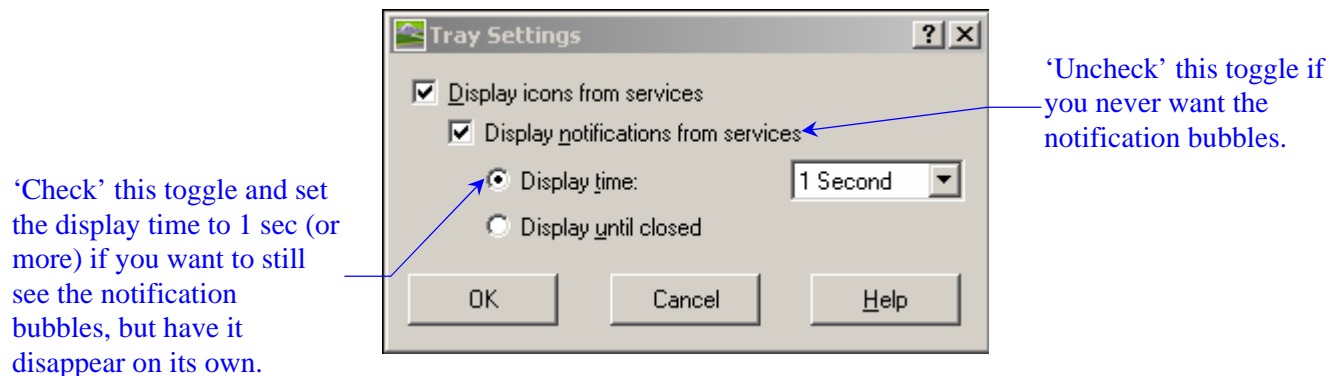 Tray Settings
Display icons from services
Display notifications from services
Display time:
1 Second
Display until closed
OK
Cancel
Help
‘Uncheck’ this toggle if
you never want the
notification bubbles.
‘Check’ this toggle and set
the display time to 1 sec (or
more) if you want to still
see the notification
bubbles, but have it
disappear on its own.